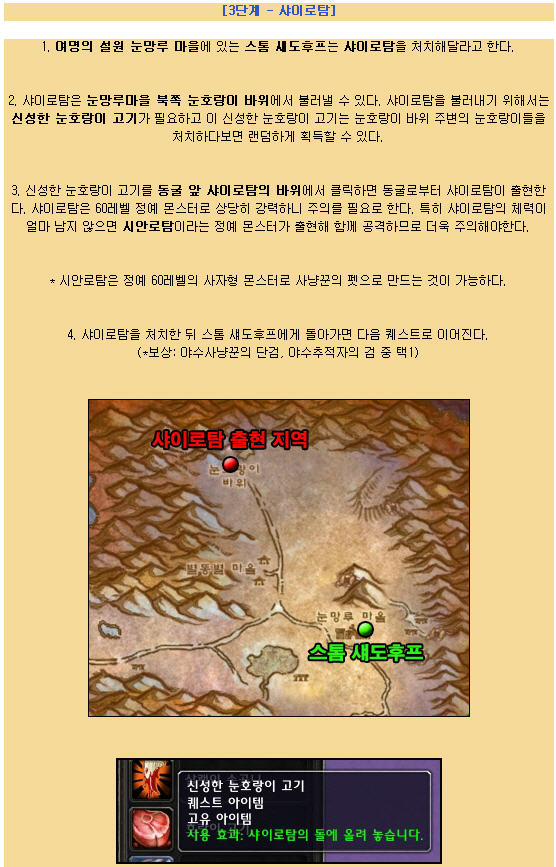 [3단계 - 샤이로탐]
1. 여명의 설원 눈망루 마을에 있는 스톰 섀도후프는 샤이로탐을 처치해달라고 한다.
2. 샤이로탐은 눈망루마을 북쪽 눈호랑이 바위에서 불러낼 수 있다. 샤이로탐을 불러내기 위해서는
신성한 눈호랑이 고기가 필요하고 이 신성한 눈호랑이 고기는 눈호랑이 바위 주변의 눈호랑이들을
처치하다보면 랜덤하게 획득할 수 있다.
3. 신성한 눈호랑이 고기를 동굴 앞 샤이로탐의 바위에서 클릭하면 동굴로부터 샤이로탐이 출현한
다. 샤이로탐은 60레벨 정예 몬스터로 상당히 강력하니 주의를 필요로 한다. 특히 샤이로탐의 체력이
얼마 남지 않으면 시안로탐이라는 정예 몬스터가 출현해 함께 공격하므로 더욱 주의해야한다.
* 시안로탐은 정예 60레벨의 사자형 몬스터로 사냥꾼의 펫으로 만드는 것이 가능하다.
4. 샤이로탐을 처치한 뒤 스톰 섀도후프에게 돌아가면 다음 퀘스트로 이어진다.
(*보상: 야수사냥꾼의 단검, 야수추적자의 검 중 택1)
샤이로탐 출현 지역
눈호랑이
바위
별똥별 마을
눈망루 마을
스톰 섀도후프
신성한 눈호랑이 고기
퀘스트 아이템
고유 아이템
사용 효과: 샤이로탐의 돌에 올려 놓습니다.